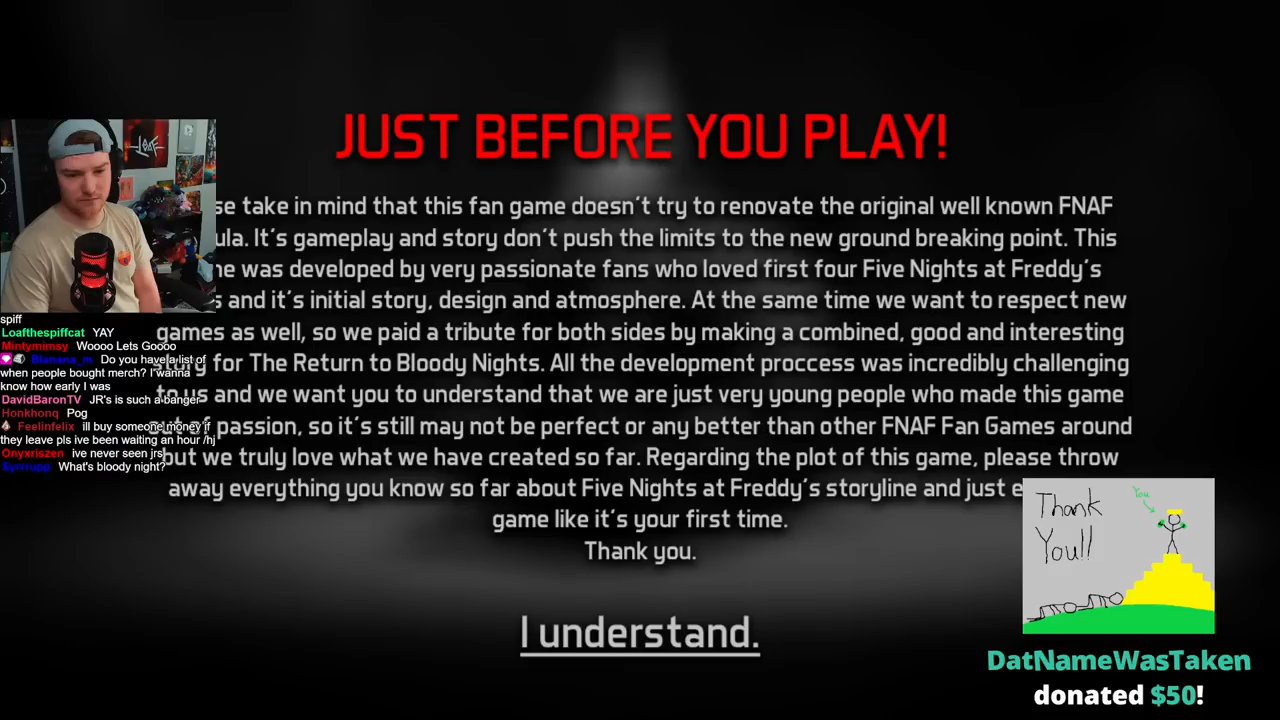 JUST BEFORE YOU PLAY!
se take in mind that this fan game doesn't try to renovate the original well known FNAF
ula. It's gameplay and story don't push the limits to the new ground breaking point. This
ne was developed by very passionate fans who loved first four Five Nights at Freddy's
s and it's initial story, design and atmosphere. At the same time we want to respect new
games as well, so we paid a tribute for both sides by making a combined, good and interesting
story for The Return to Bloody Nights. All the development proccess was incredibly challenging
to us and we want you to understand that we are just very young people who made this game
out of passion, so it's still may not be perfect or any better than other FNAF Fan Games around
but we truly love what we have created so far. Regarding the plot of this game, please throw
away everything you know so far about Five Nights at Freddy's storyline and just e
game like it's your first time.
Thank you.
I understand.
spiff
Loafthespiffcat YAY
Mintymimsy Woooo Lets Goooo
Blanana_m Do you have a list of
when people bought merch? I wanna
know how early I was
DavidBaronTV JR's is such a banger
Honkhonq Pog
Feelinfelix ill buy someone money if
they leave pls ive been waiting an hour /hj
Onyxriszen ive never seen jrs
Syrrrupp What's bloody night?
Thank
You!!
You
DatNameWasTaken
donated $50!